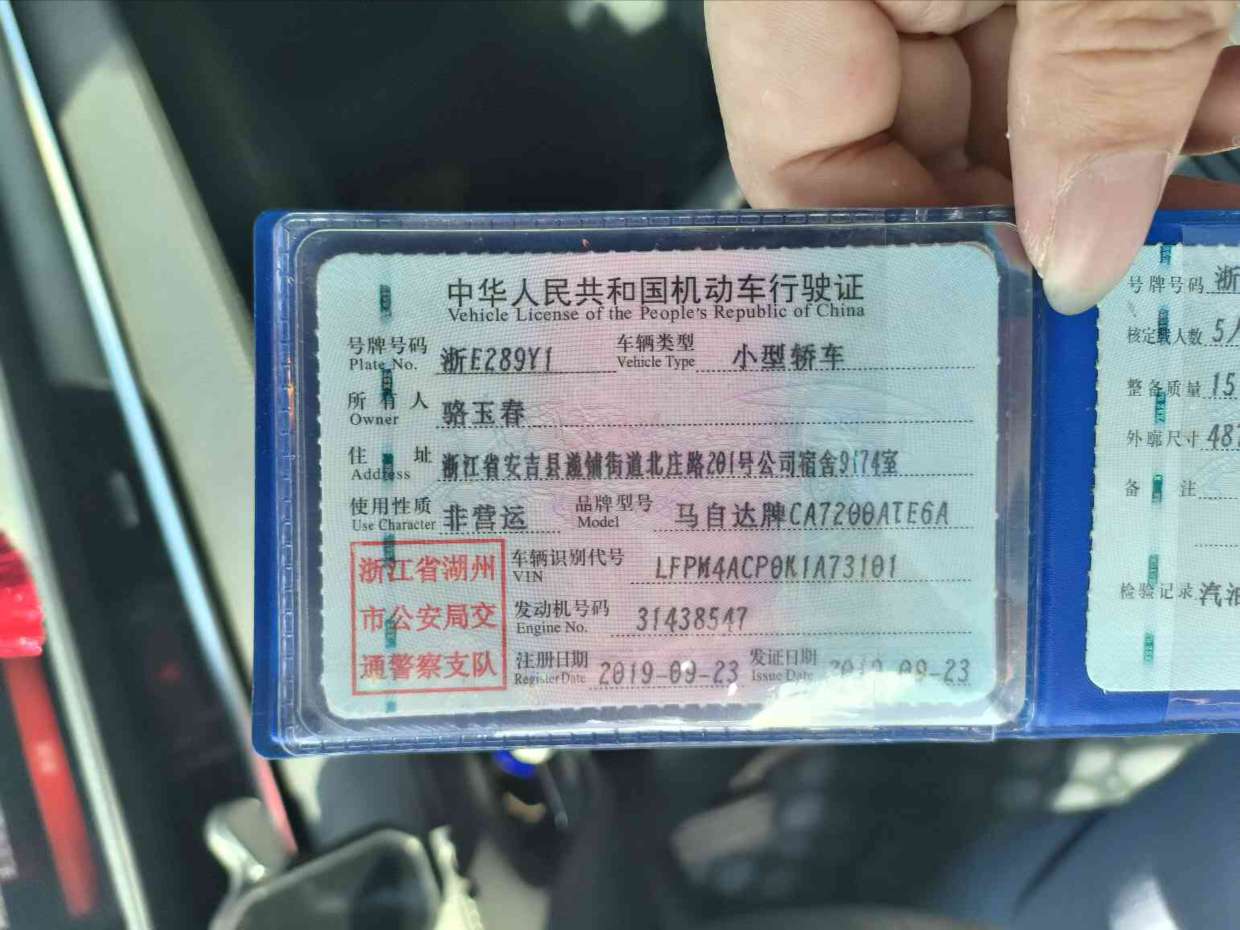 中华人民共和国机动车行驶证
Vehicle License of the People's Republic of China
号牌号码 浙E289Y1 车辆类型 小型轿车
Plate No. Vehicle Type
所有人 骆玉春
Owner
住址 浙江省安吉县递铺街道北庄路201号公司宿舍9174室
Address
使用性质 非营运 品牌型号 马自达牌CA7200ATE6A
Use Character Model
浙江省湖州
市公安局交
通警察支队
车辆识别代号 LFPM4ACP0K1A73101
VIN
发动机号码 31438547
Engine No.
注册日期 2019-09-23 发证日期 2019-09-23
Register Date Issue Date
号牌号码 浙
核定载人数 5/
整备质量 15
外廓尺寸 487
备注
检验记录 汽油